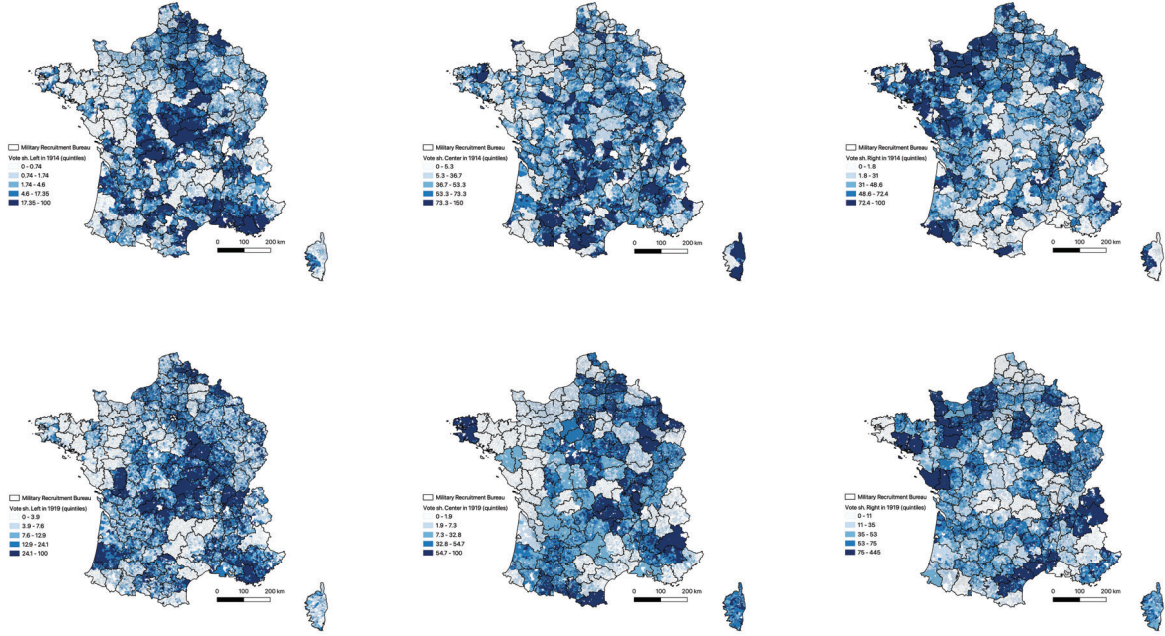 Military Recruitment Bureau
Vote sh. Left in 1914 (quintiles)
0 - 0.74
0.74 - 1.74
1.74 - 4.6
4.6 - 17.35
17.35 - 100
0 100 200 km
Military Recruitment Bureau
Vote sh. Center in 1914 (quintiles)
0 - 5.3
5.3 - 36.7
36.7 - 53.3
53.3 - 73.3
73.3 - 150
0 100 200 km
Military Recruitment Bureau
Vote sh. Right in 1914 (quintiles)
0 - 1.8
1.8 - 31
31 - 48.6
48.6 - 72.4
72.4 - 100
0 100 200 km
Military Recruitment Bureau
Vote sh. Left in 1919 (quintiles)
0 - 3.9
3.9 - 7.6
7.6 - 12.9
12.9 - 24.1
24.1 - 100
0 100 200 km
Military Recruitment Bureau
Vote sh. Center in 1919 (quintiles)
0 - 1.9
1.9 - 7.3
7.3 - 32.8
32.8 - 54.7
54.7 - 100
0 100 200 km
Military Recruitment Bureau
Vote sh. Right in 1919 (quintiles)
0 - 11
11 - 35
35 - 53
53 - 75
75 - 445
0 100 200 km